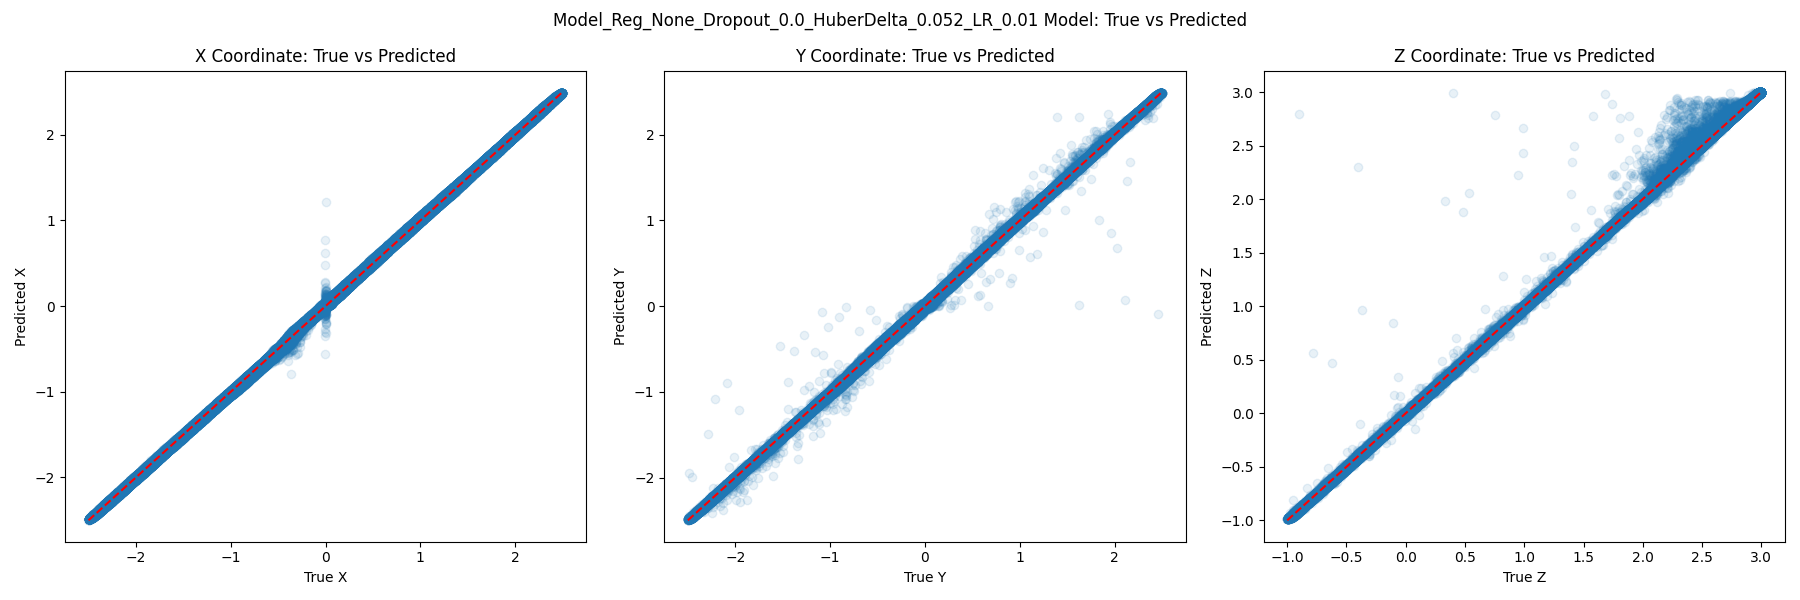 Model_Reg_None_Dropout_0.0_HuberDelta_0.052_LR_0.01 Model: True vs Predicted
X Coordinate: True vs Predicted
2
1
0
−1
−2
Predicted X
−2 −1 0 1 2
True X
Y Coordinate: True vs Predicted
2
1
0
−1
−2
Predicted Y
−2 −1 0 1 2
True Y
Z Coordinate: True vs Predicted
3.0
2.5
2.0
1.5
1.0
0.5
0.0
−0.5
−1.0
Predicted Z
−1.0 −0.5 0.0 0.5 1.0 1.5 2.0 2.5 3.0
True Z